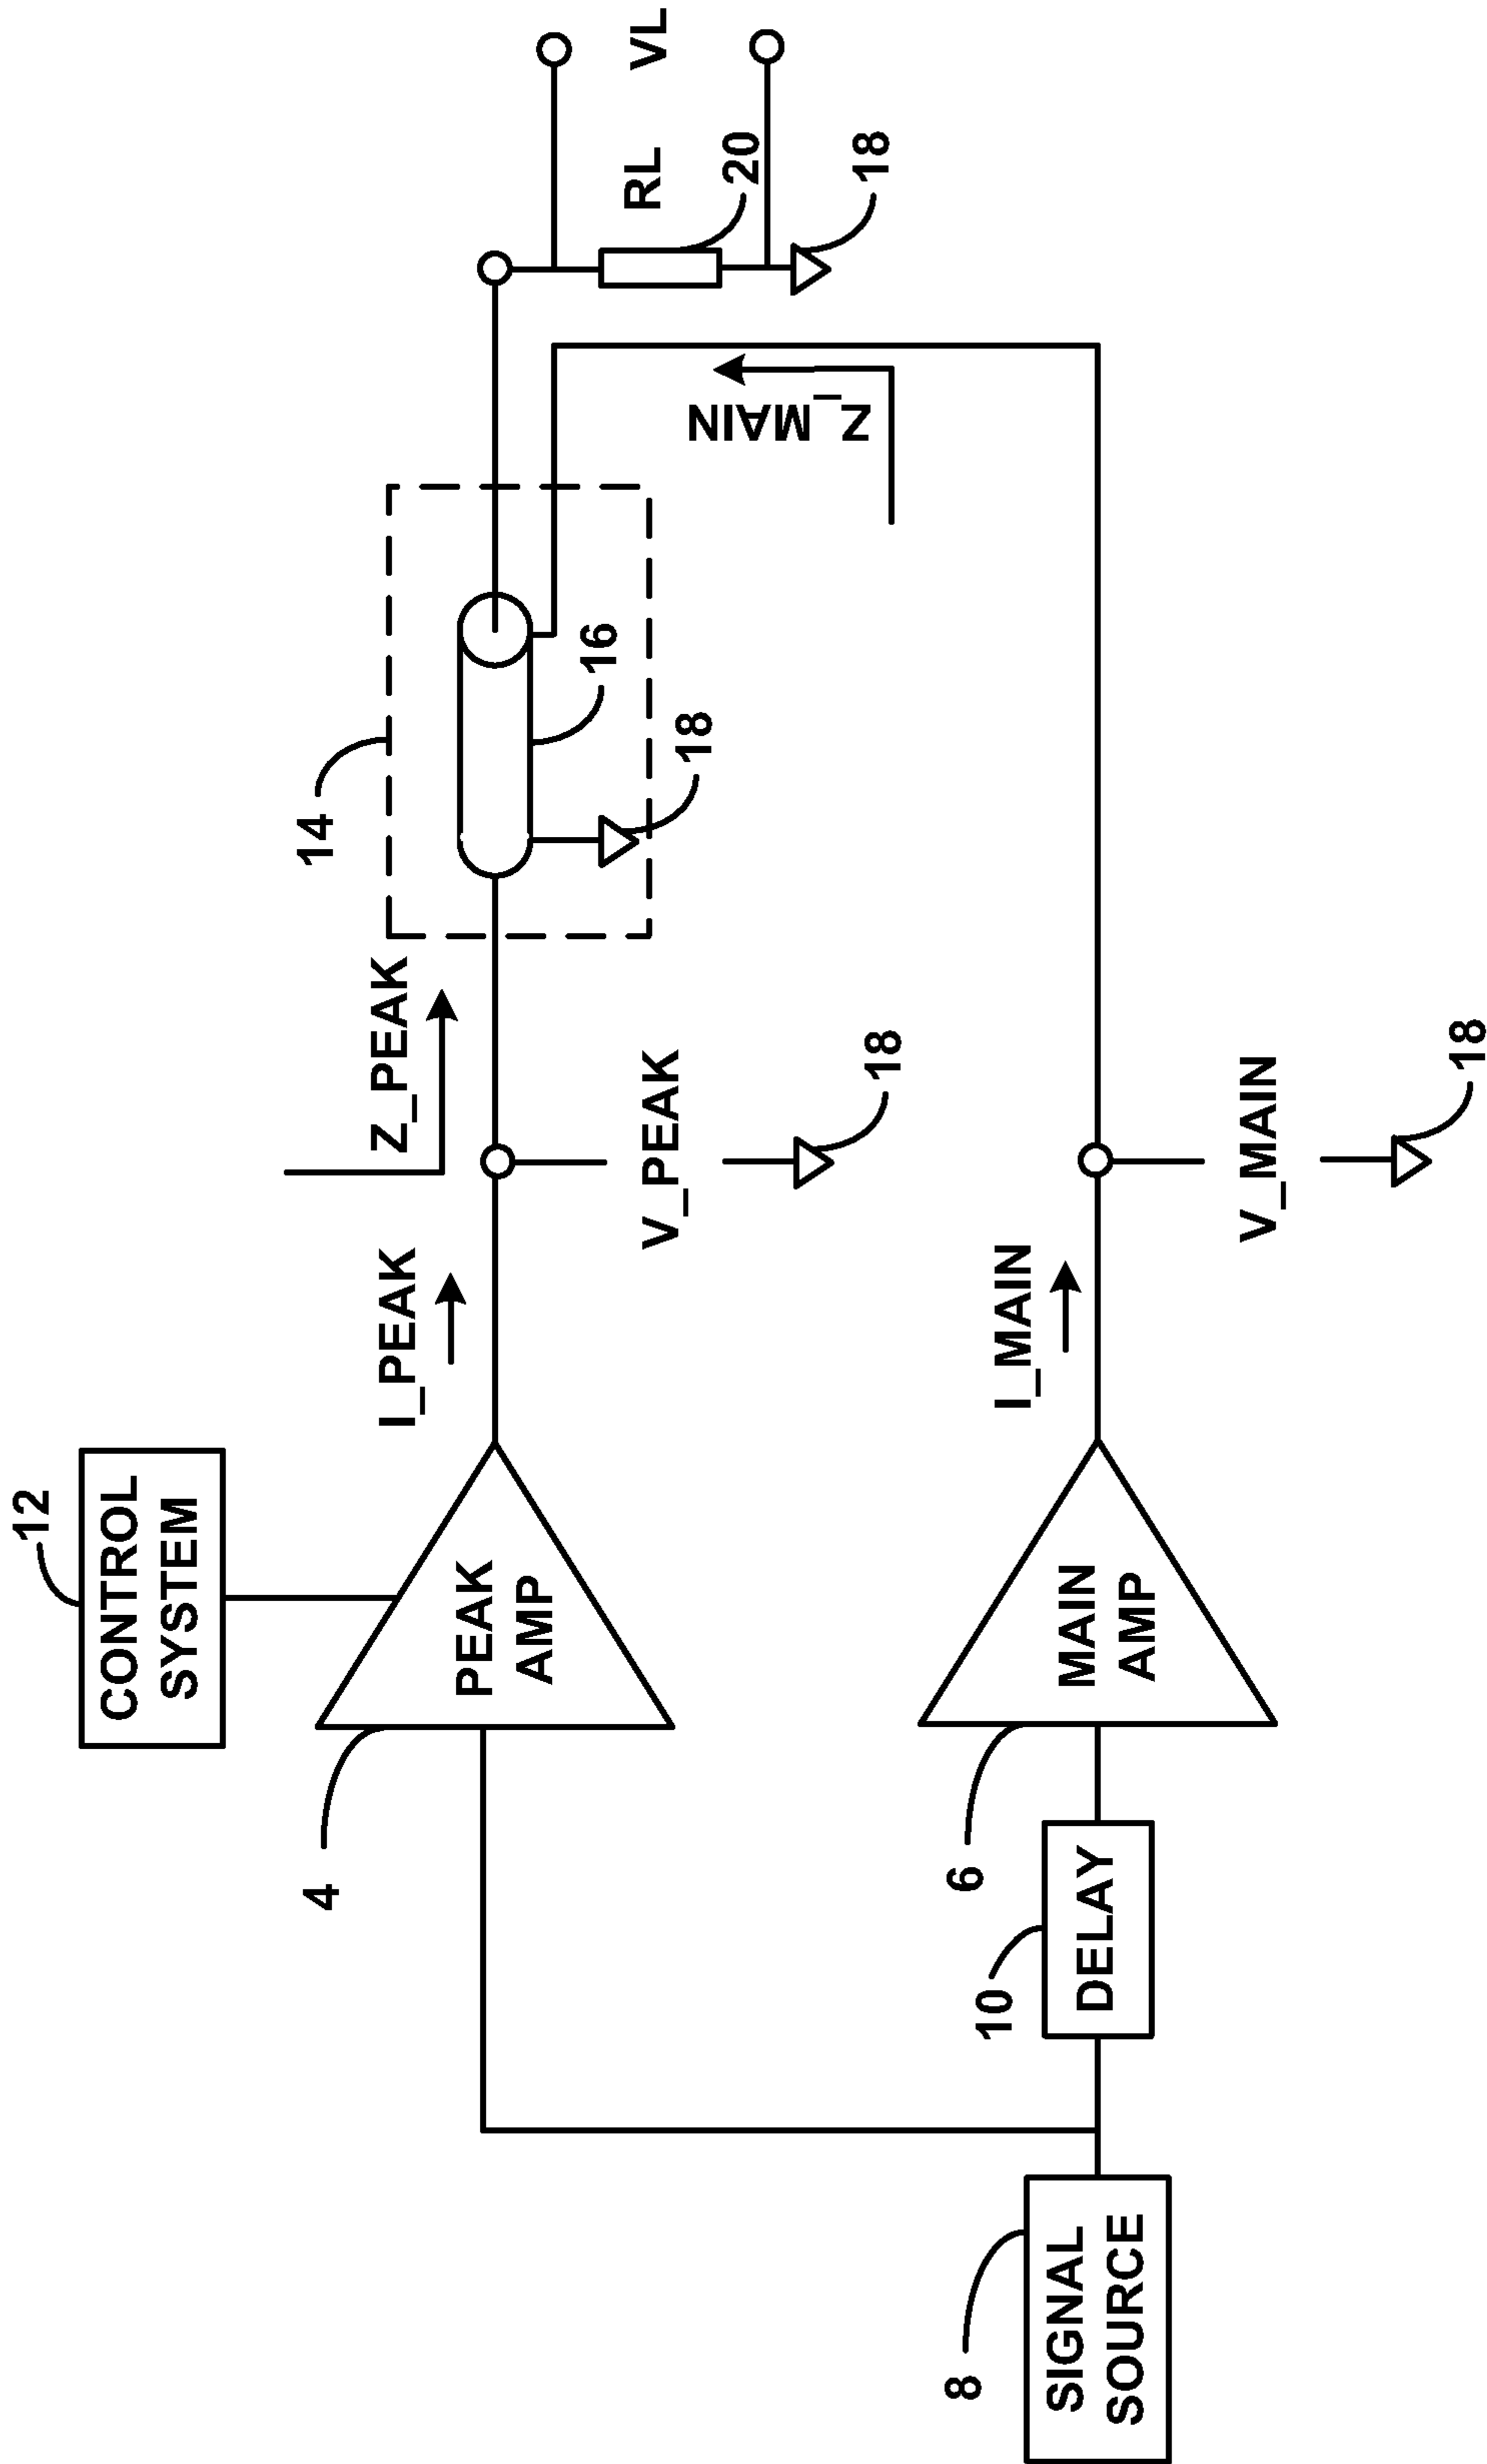 12
CONTROL
SYSTEM
4
PEAK
AMP
I_PEAK
Z_PEAK
V_PEAK
18
14
16
18
RL
20
VL
18
Z_MAIN
8
SIGNAL
SOURCE
10
DELAY
6
MAIN
AMP
I_MAIN
V_MAIN
18